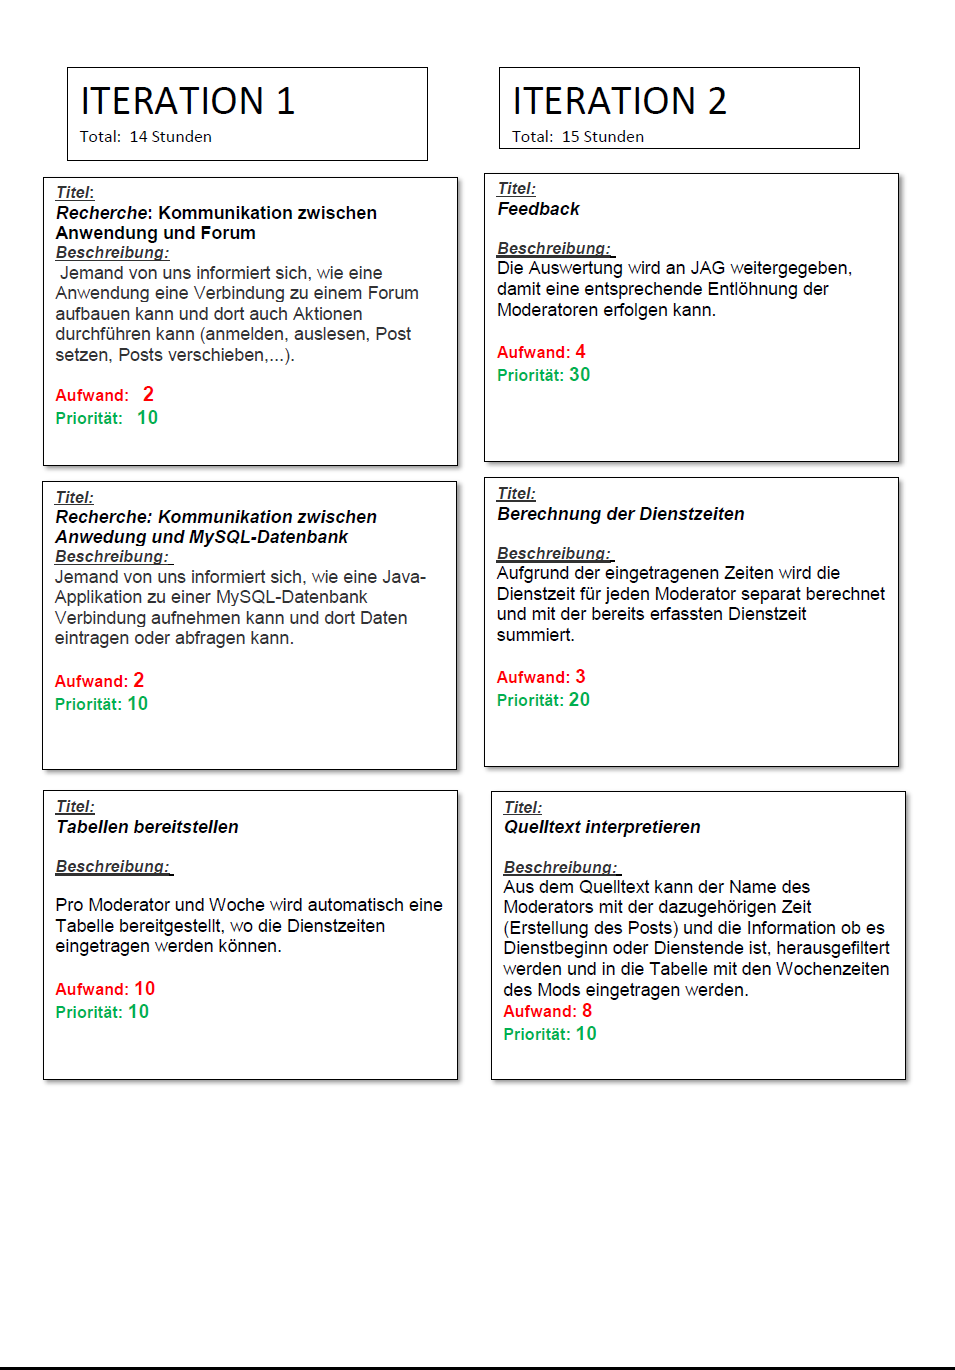 ITERATION 1
Total:  14 Stunden
Titel:
Recherche: Kommunikation zwischen
Anwendung und Forum
Beschreibung:
Jemand von uns informiert sich, wie eine
Anwendung eine Verbindung zu einem Forum
aufbauen kann und dort auch Aktionen
durchführen kann (anmelden, auslesen, Post
setzen, Posts verschieben,...).
Aufwand:  2
Priorität:  10
Titel:
Recherche: Kommunikation zwischen
Anwedung und MySQL-Datenbank
Beschreibung:
Jemand von uns informiert sich, wie eine Java-
Applikation zu einer MySQL-Datenbank
Verbindung aufnehmen kann und dort Daten
eintragen oder abfragen kann.
Aufwand: 2
Priorität: 10
Titel:
Tabellen bereitstellen
Beschreibung:
Pro Moderator und Woche wird automatisch eine
Tabelle bereitgestellt, wo die Dienstzeiten
eingetragen werden können.
Aufwand: 10
Priorität: 10
ITERATION 2
Total:  15 Stunden
Titel:
Feedback
Beschreibung:
Die Auswertung wird an JAG weitergegeben,
damit eine entsprechende Entlöhnung der
Moderatoren erfolgen kann.
Aufwand: 4
Priorität: 30
Titel:
Berechnung der Dienstzeiten
Beschreibung:
Aufgrund der eingetragenen Zeiten wird die
Dienstzeit für jeden Moderator separat berechnet
und mit der bereits erfassten Dienstzeit
summiert.
Aufwand: 3
Priorität: 20
Titel:
Quelltext interpretieren
Beschreibung:
Aus dem Quelltext kann der Name des
Moderators mit der dazugehörigen Zeit
(Erstellung des Posts) und die Information ob es
Dienstbeginn oder Dienstende ist, herausgefiltert
werden und in die Tabelle mit den Wochenzeiten
des Mods eingetragen werden.
Aufwand: 8
Priorität: 10